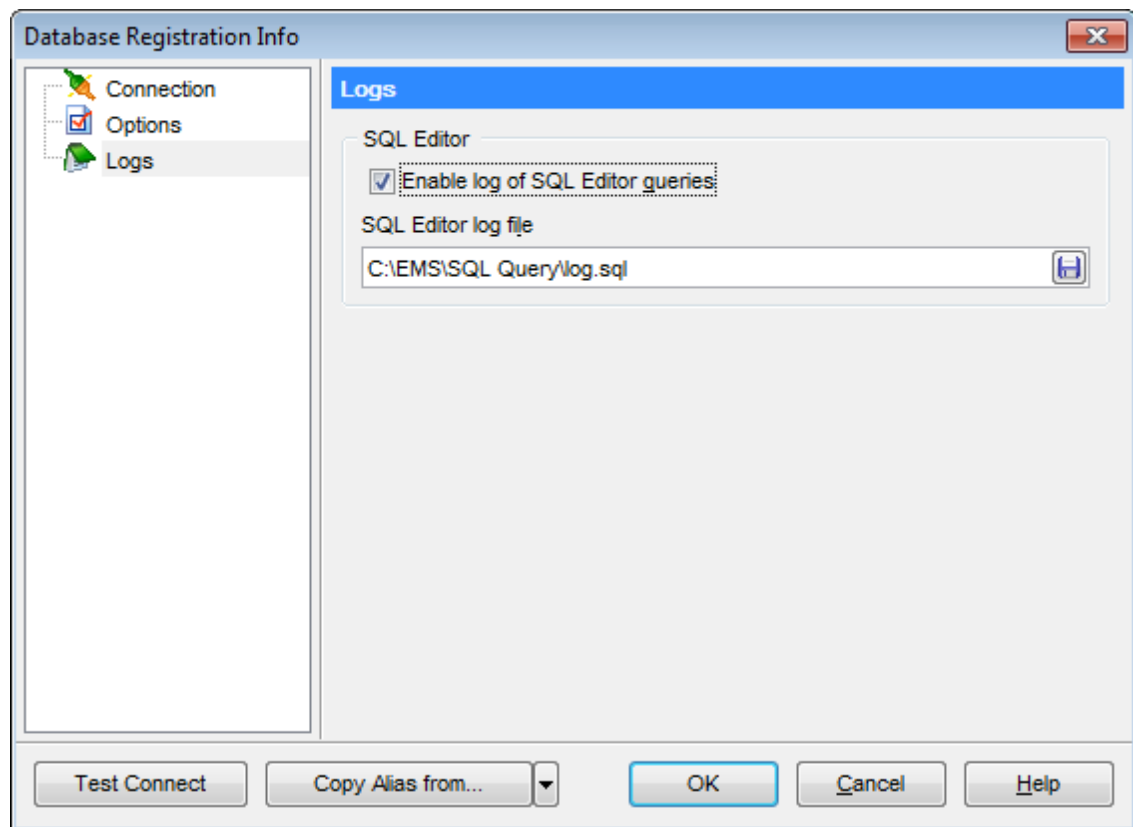 Database Registration Info
Connection
Options
Logs
Logs
SQL Editor
Enable log of SQL Editor gueries
SQL Editor log file
C:\EMS\SQL Query\log.sql
Test Connect
Copy Alias from...
OK
Cancel
Help